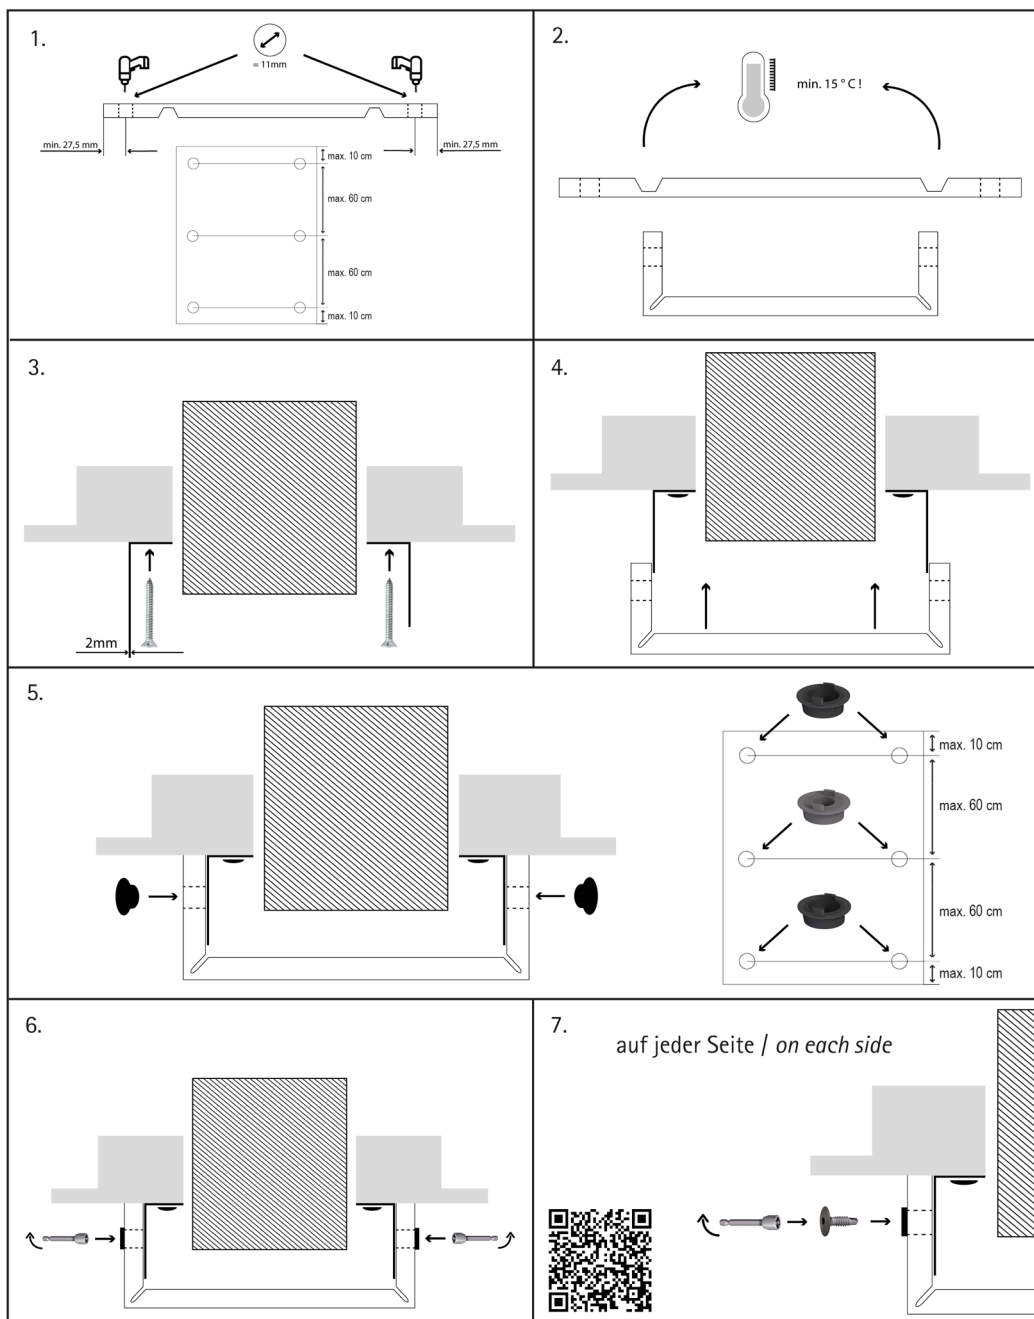 1.
= 11mm
min. 27,5 mm
min. 27,5 mm
max. 10 cm
max. 60 cm
max. 60 cm
max. 10 cm
2.
min. 15 ° C !
3.
2mm
4.
5.
max. 10 cm
max. 60 cm
max. 60 cm
max. 10 cm
6.
7.
auf jeder Seite / on each side